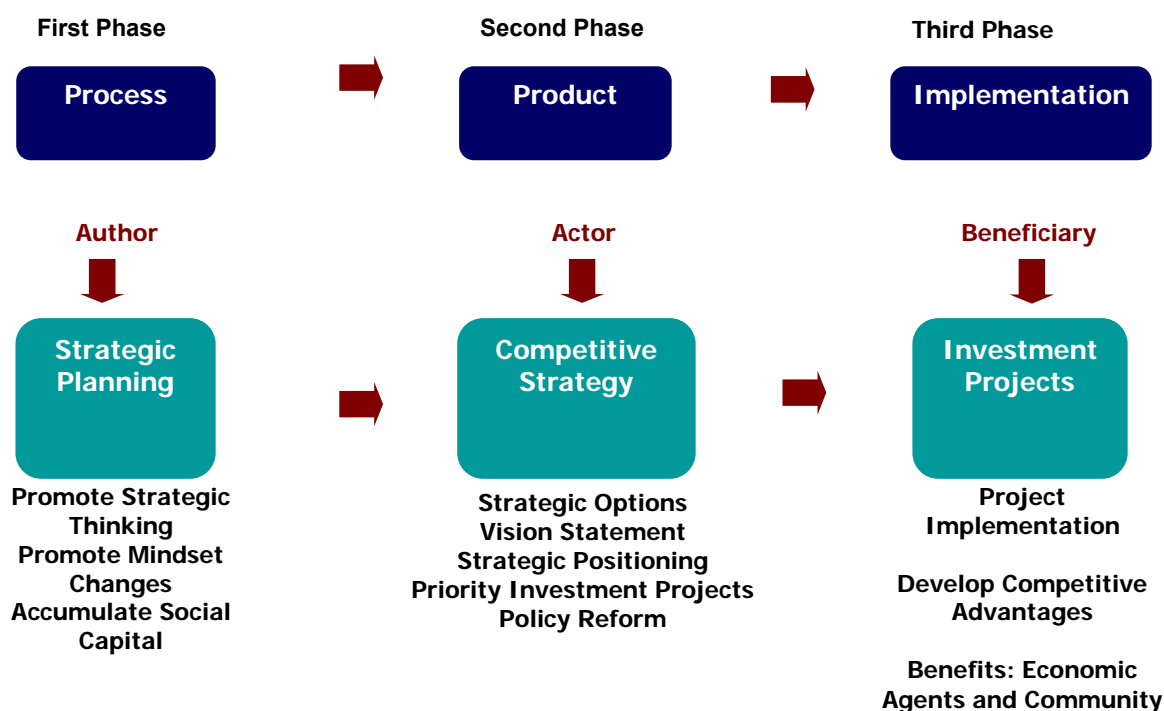 First Phase
Second Phase
Third Phase
Process
Product
Implementation
Author
Actor
Beneficiary
Strategic
Planning
Competitive
Strategy
Investment
Projects
Promote Strategic
Thinking
Promote Mindset
Changes
Accumulate Social
Capital
Strategic Options
Vision Statement
Strategic Positioning
Priority Investment Projects
Policy Reform
Project
Implementation
Develop Competitive
Advantages
Benefits: Economic
Agents and Community